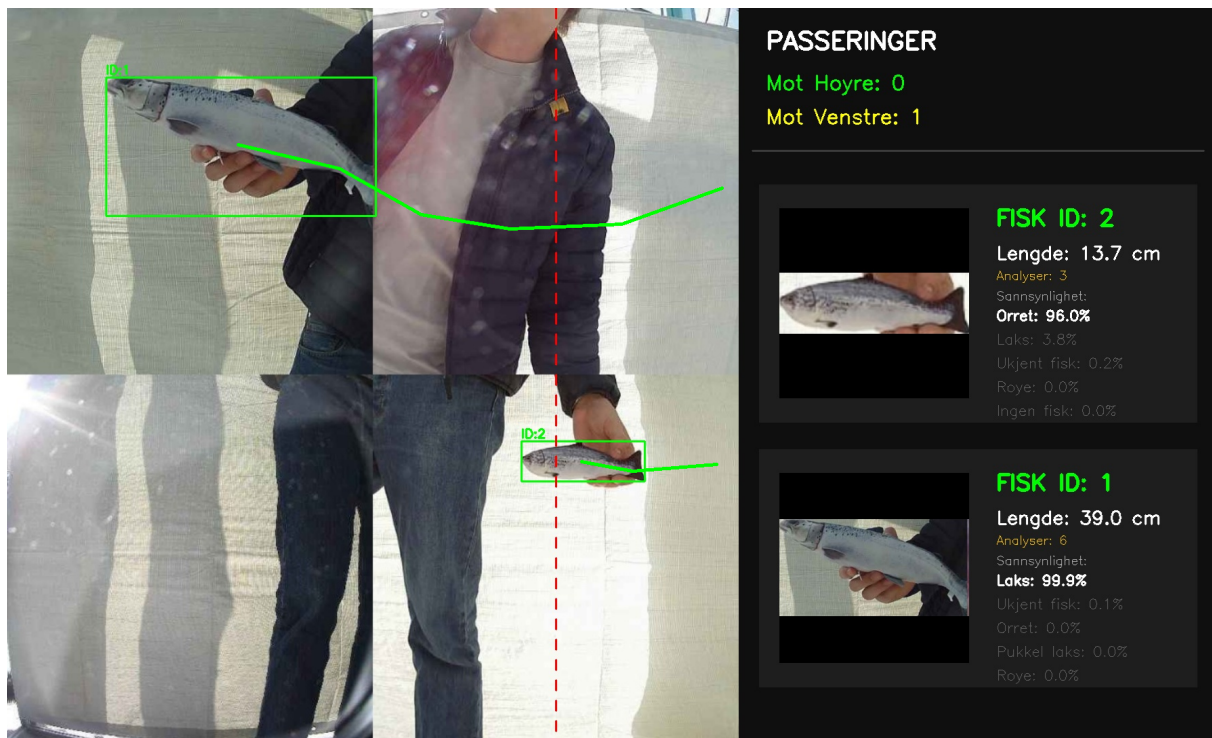 ID:1
ID:2
PASSERINGER
Mot Hoyre: 0
Mot Venstre: 1
FISK ID: 2
Lengde: 13.7 cm
Analyser: 3
Sannsynlighet:
Orret: 96.0%
Laks: 3.8%
Ukjent fisk: 0.2%
Roye: 0.0%
Ingen fisk: 0.0%
FISK ID: 1
Lengde: 39.0 cm
Analyser: 6
Sannsynlighet:
Laks: 99.9%
Ukjent fisk: 0.1%
Orret: 0.0%
Pukkel laks: 0.0%
Roye: 0.0%